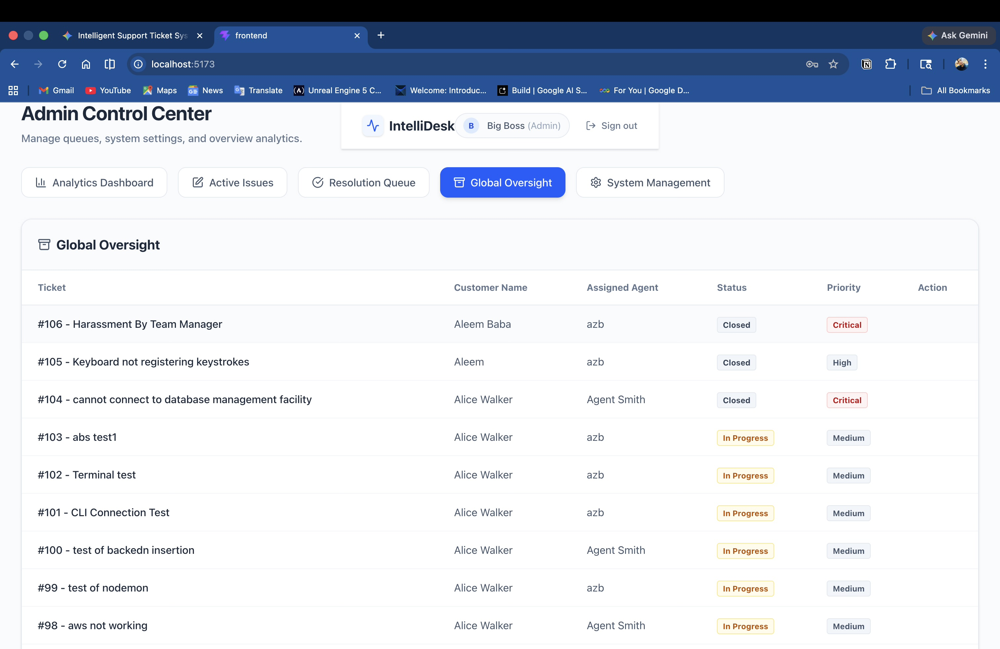 Intelligent Support Ticket Sys
frontend
Ask Gemini
localhost:5173
Gmail
YouTube
Maps
News
Translate
Unreal Engine 5 C...
Welcome: Introduc...
Build | Google AI S...
For You | Google D...
All Bookmarks
Admin Control Center
Manage queues, system settings, and overview analytics.
IntelliDesk
B
Big Boss (Admin)
Sign out
Analytics Dashboard
Active Issues
Resolution Queue
Global Oversight
System Management
Global Oversight
Ticket Customer Name Assigned Agent Status Priority Action
#106 - Harassment By Team Manager Aleem Baba azb Closed Critical
#105 - Keyboard not registering keystrokes Aleem azb Closed High
#104 - cannot connect to database management facility Alice Walker Agent Smith Closed Critical
#103 - abs test1 Alice Walker azb In Progress Medium
#102 - Terminal test Alice Walker azb In Progress Medium
#101 - CLI Connection Test Alice Walker azb In Progress Medium
#100 - test of backedn insertion Alice Walker Agent Smith In Progress Medium
#99 - test of nodemon Alice Walker azb In Progress Medium
#98 - aws not working Alice Walker Agent Smith In Progress Medium